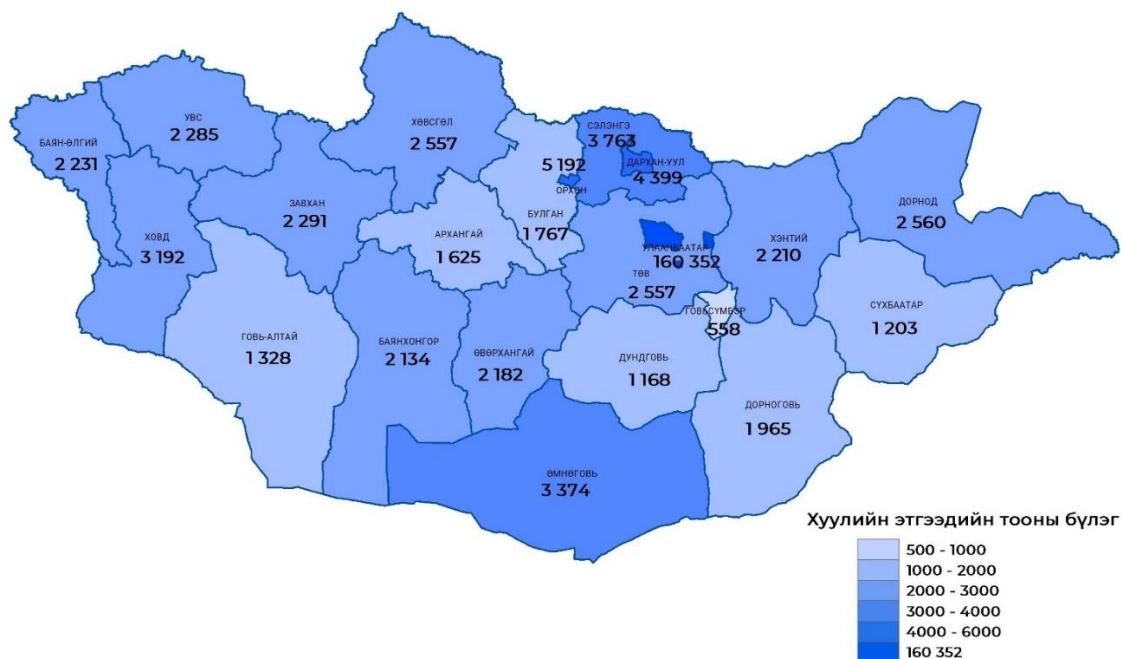 УВС
2 285
БАЯН-ӨЛГИЙ
2 231
ХОВД
3 192
ЗАВХАН
2 291
ХӨВСГӨЛ
2 557
АРХАНГАЙ
1 625
5 192
ОРХОН
БУЛГАН
1 767
СЭЛЭНГЭ
3 763
ДАРХАН-УУЛ
4 399
УЛААНБААТАР
160 352
ТӨВ
2 557
ГОВЬСҮМБЭР
558
ХЭНТИЙ
2 210
ДОРНОД
2 560
СҮХБААТАР
1 203
ГОВЬ-АЛТАЙ
1 328
БАЯНХОНГОР
2 134
ӨВӨРХАНГАЙ
2 182
ДУНДГОВЬ
1 168
ДОРНОГОВЬ
1 965
ӨМНӨГОВЬ
3 374
Хуулийн этгээдийн тооны бүлэг
500 - 1000
1000 - 2000
2000 - 3000
3000 - 4000
4000 - 6000
160 352